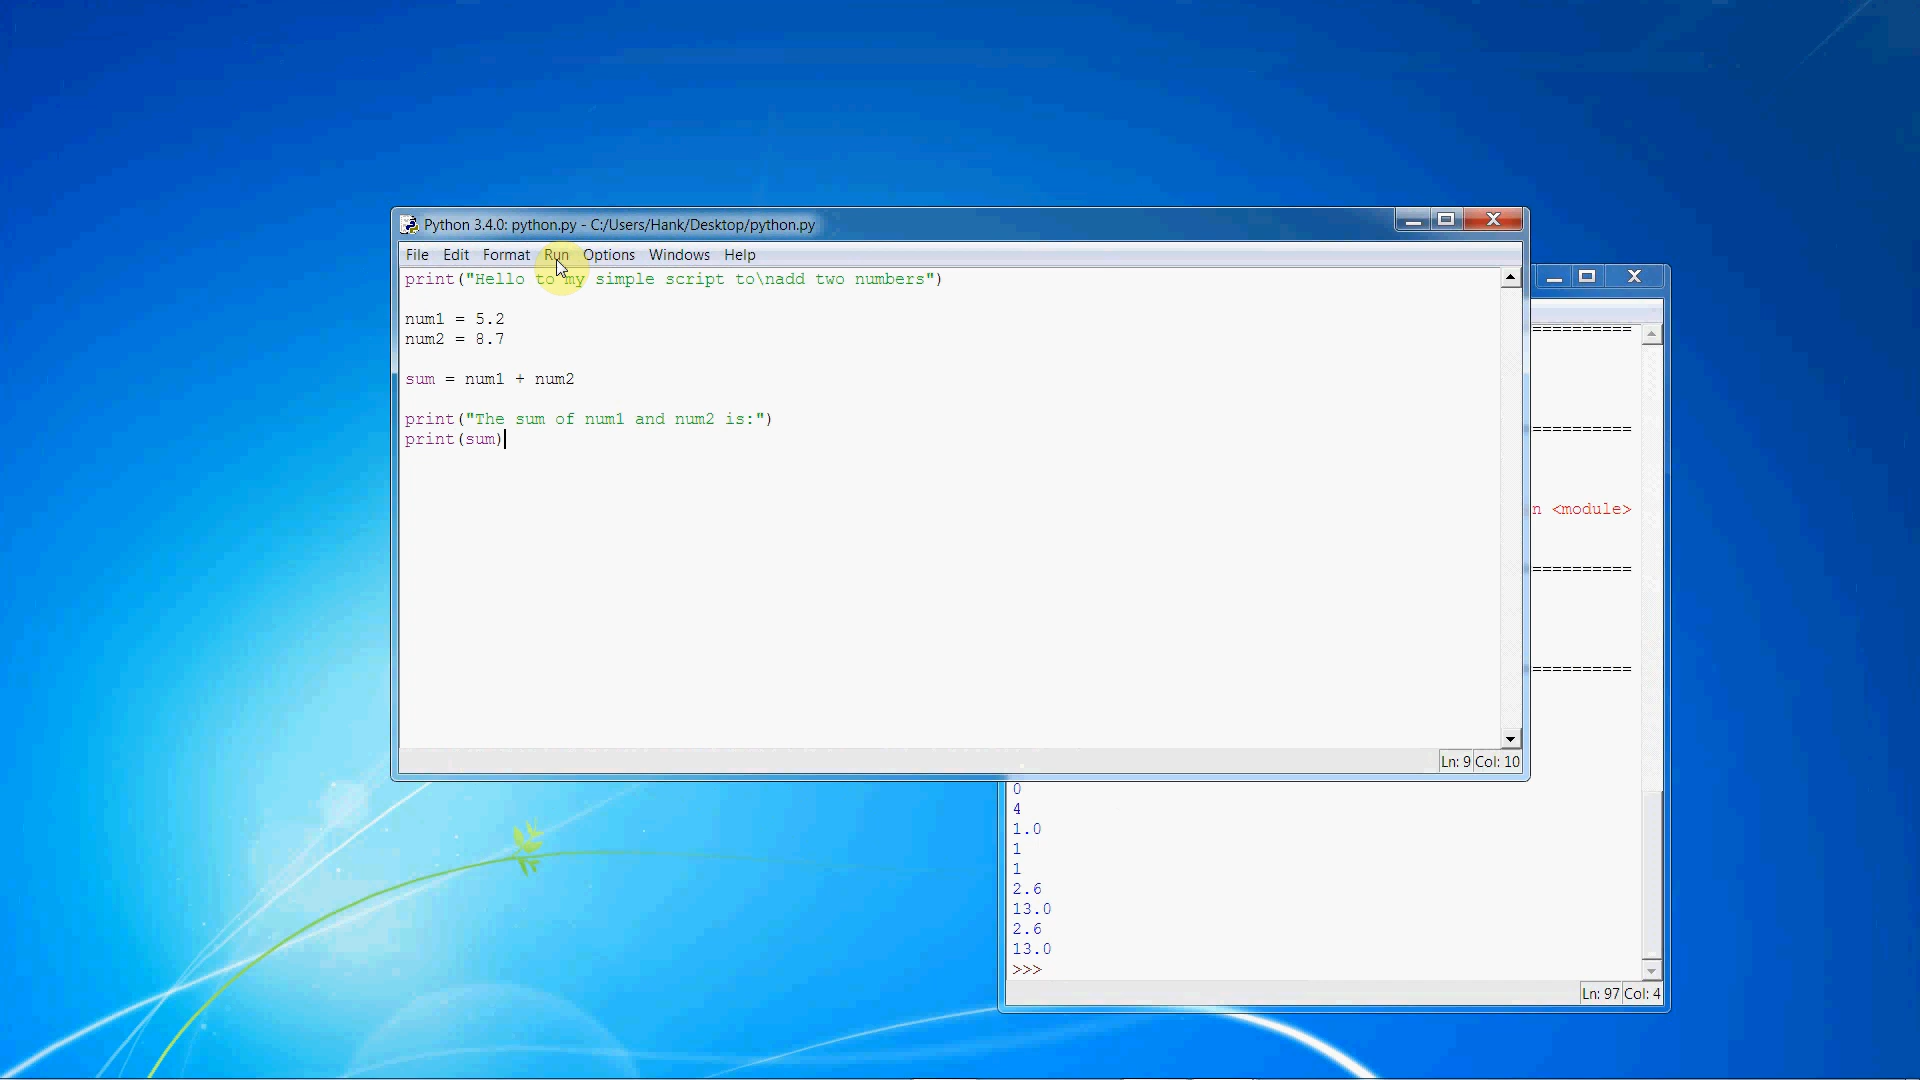 Python 3.4.0: python.py - C:/Users/Hank/Desktop/python.py
File Edit Format Run Options Windows Help
print("Hello to my simple script to\nadd two numbers")
num1 = 5.2
num2 = 8.7
sum = num1 + num2
print("The sum of num1 and num2 is:")
print(sum)
Ln: 9 Col: 10
==========
==========
n <module>
==========
==========
0
4
1.0
1
1
2.6
13.0
2.6
13.0
>>>
Ln: 97 Col: 4